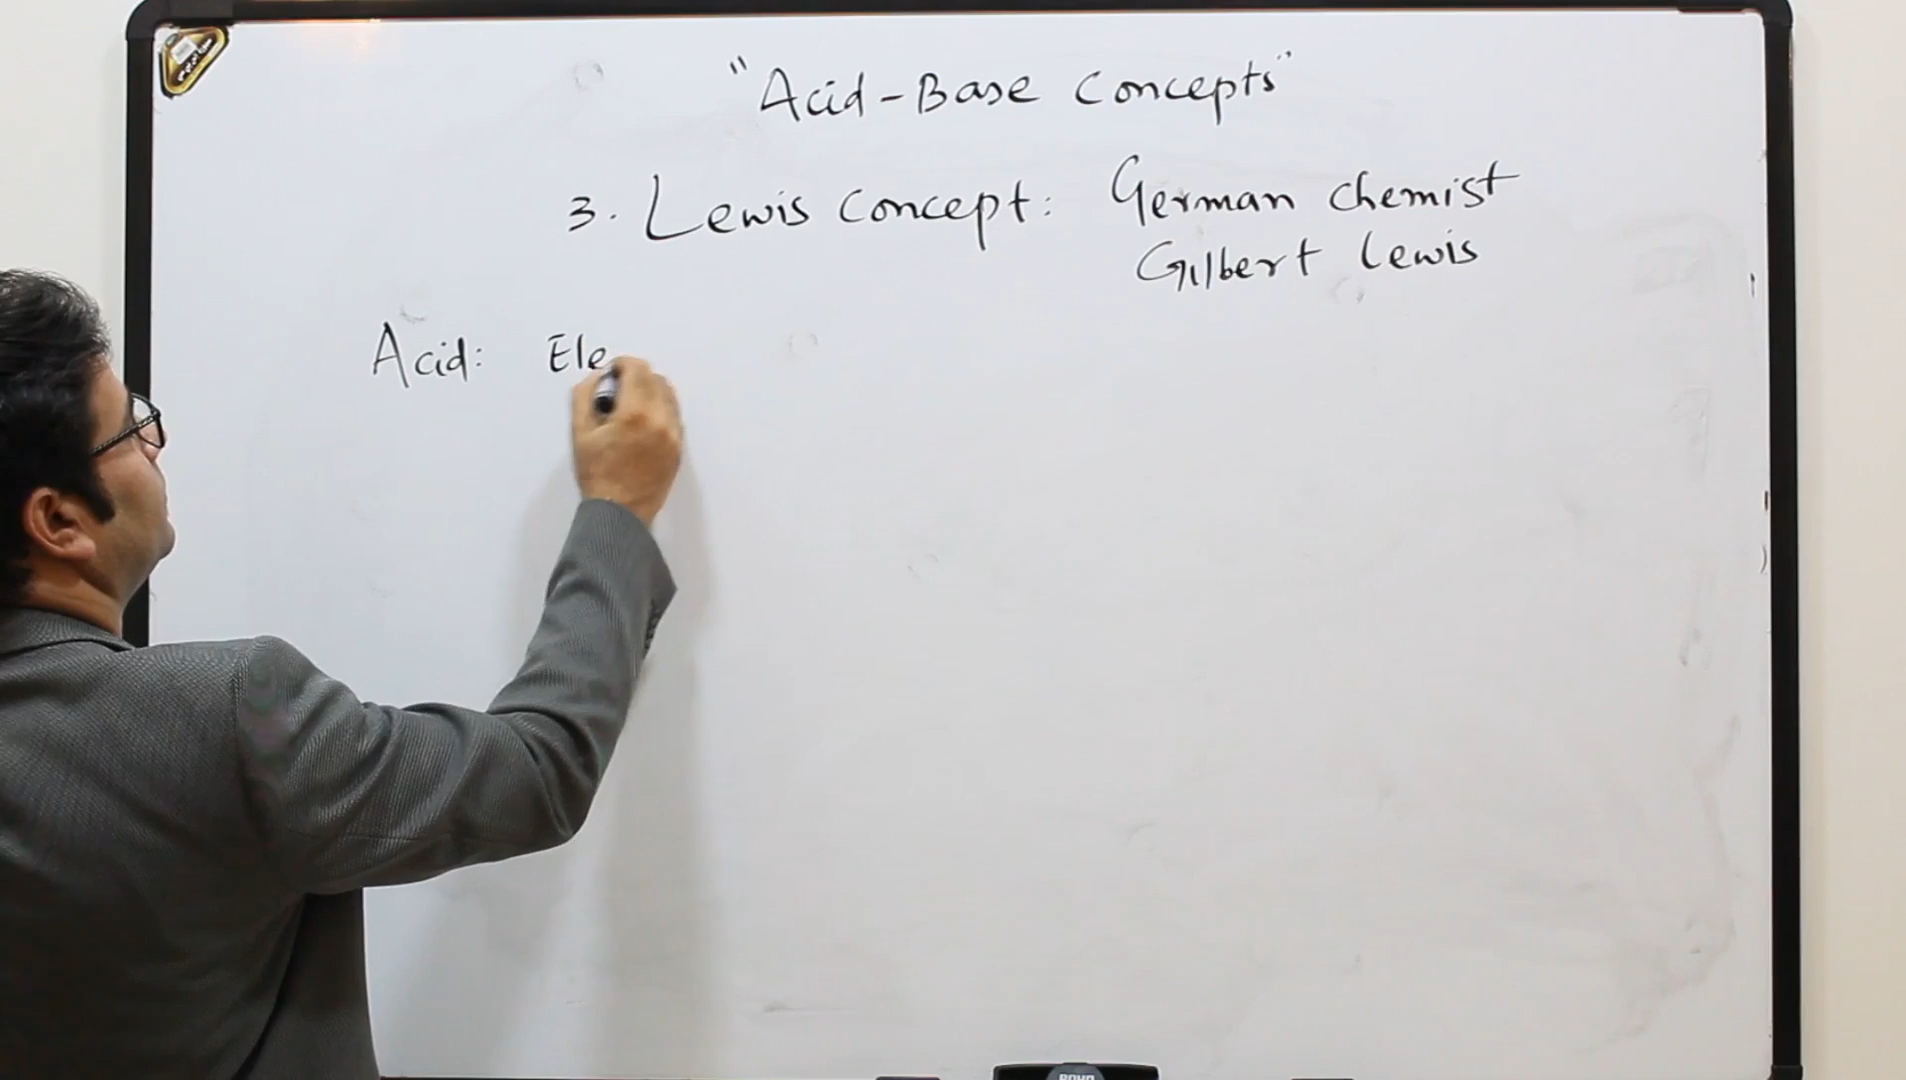 "Acid-Base Concepts"
3. Lewis Concept: German Chemist
Gilbert Lewis
Acid: Ele